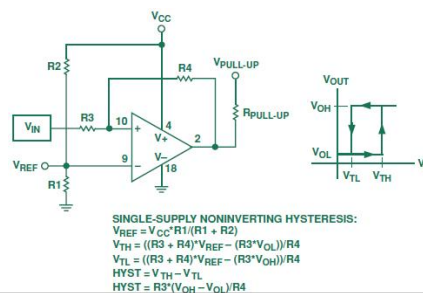 VCC
R2
R4
VPULL-UP
VOUT
RPULL-UP
VOH
VIN
R3
10
+
4
V+
2
VREF
9
−
V−
18
VOL
R1
VTL
VTH
SINGLE-SUPPLY NONINVERTING HYSTERESIS:
VREF = VCC*R1/(R1 + R2)
VTH = ((R3 + R4)*VREF − (R3*VOL))/R4
VTL = ((R3 + R4)*VREF − (R3*VOH))/R4
HYST = VTH − VTL
HYST = R3*(VOH − VOL)/R4